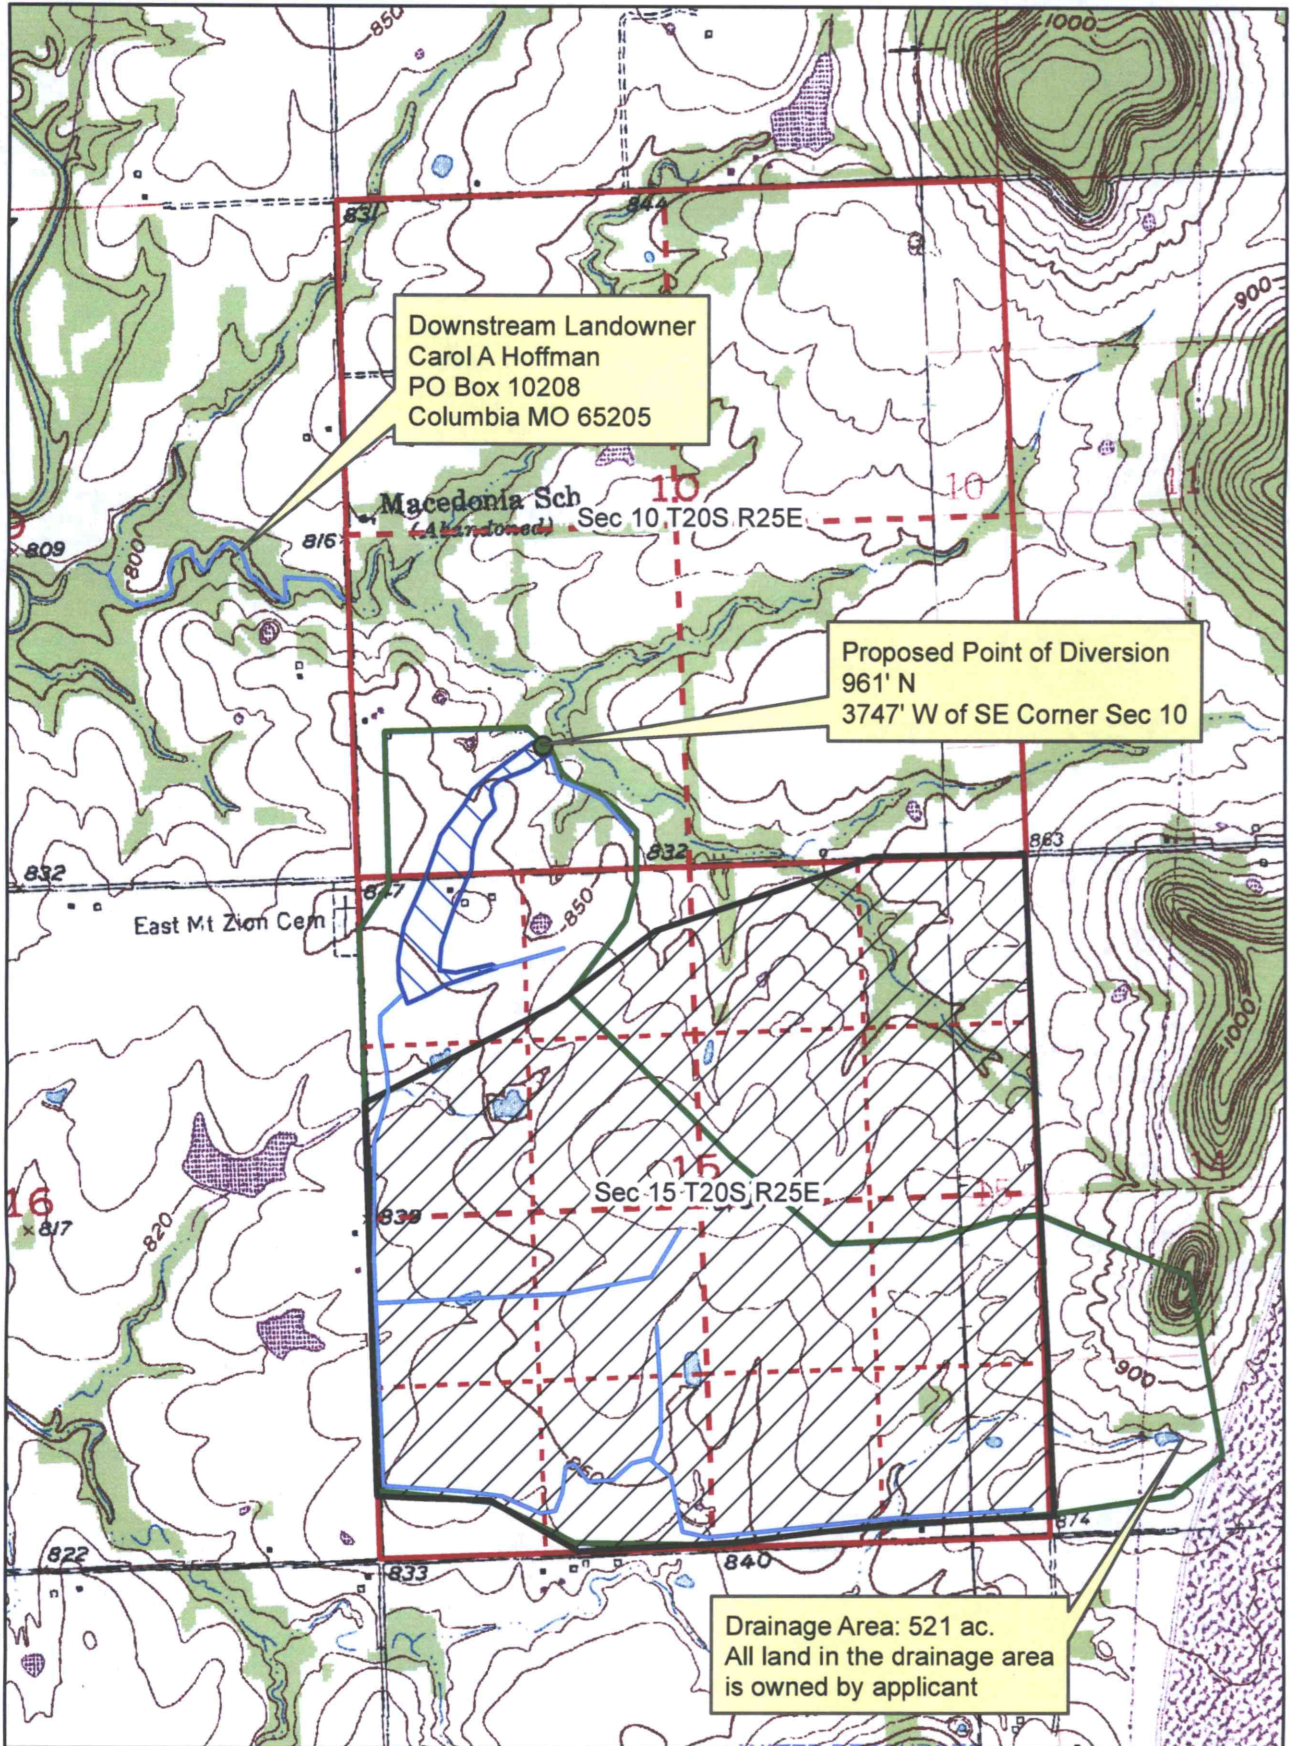 850
1000
831
844
900
Downstream Landowner
Carol A Hoffman
PO Box 10208
Columbia MO 65205
Macedonia Sch
(Abandoned)
10
10
11
Sec 10 T20S R25E
9
809
800
816
Proposed Point of Diversion
961' N
3747' W of SE Corner Sec 10
832
832
863
847
East Mt Zion Cem
850
1000
15
14
Sec 15 T20S R25E
15
16
817
820
839
900
850
874
822
833
840
Drainage Area: 521 ac.
All land in the drainage area
is owned by applicant